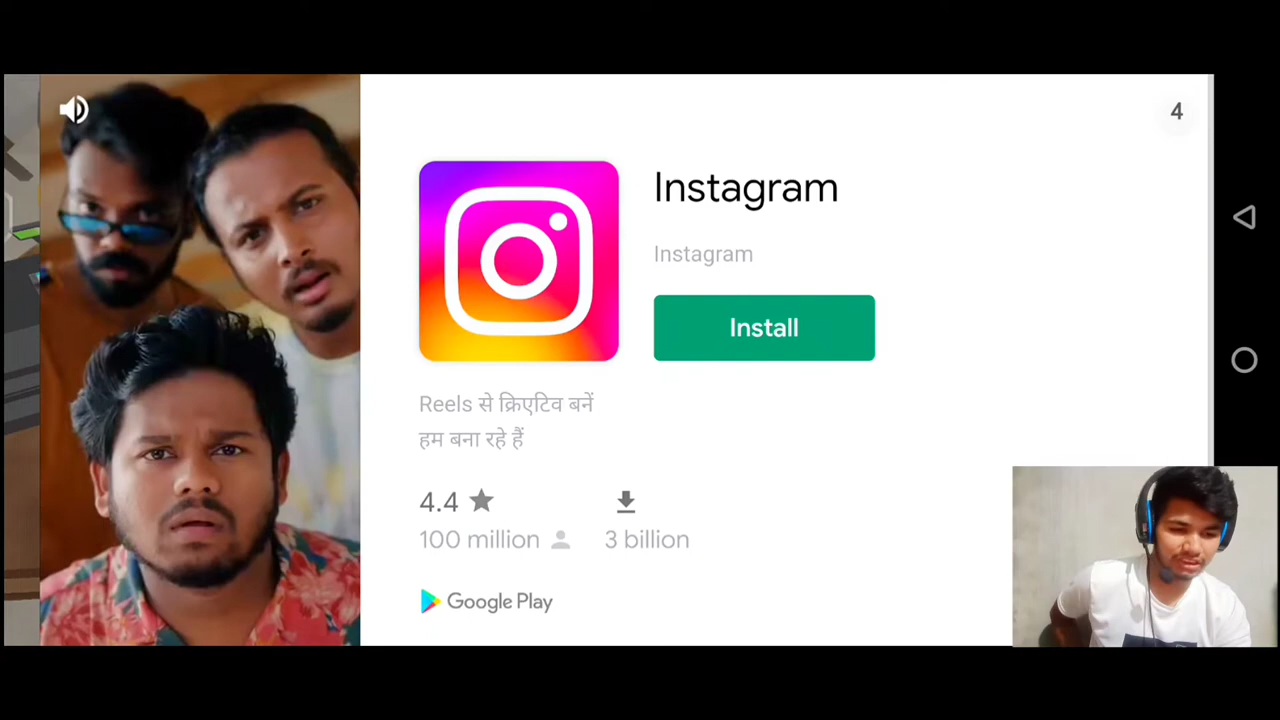 4
Instagram
Instagram
Install
Reels से क्रिएटिव बनें
हम बना रहे हैं
4.4
100 million
3 billion
Google Play